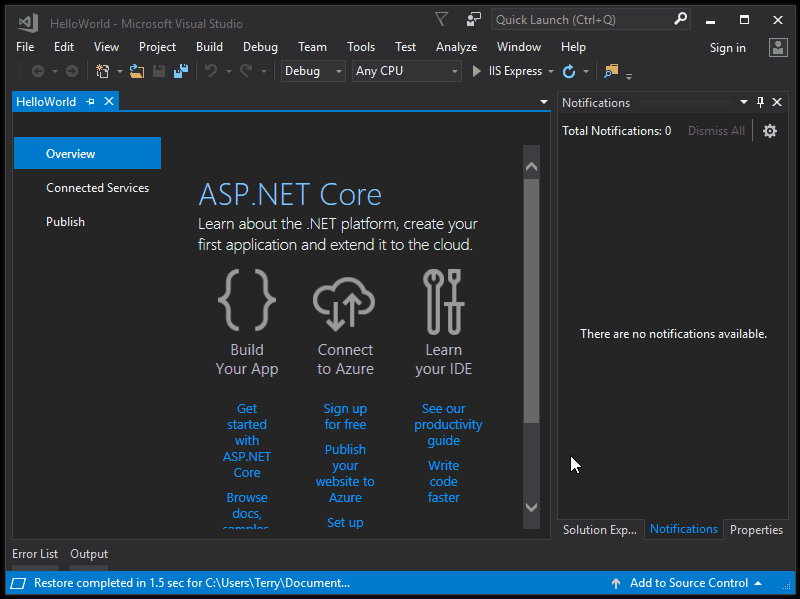 HelloWorld - Microsoft Visual Studio
Quick Launch (Ctrl+Q)
File Edit View Project Build Debug Team Tools Test Analyze Window Help
Sign in
Debug Any CPU IIS Express
HelloWorld
Overview
Connected Services
Publish
ASP.NET Core
Learn about the .NET platform, create your
first application and extend it to the cloud.
Build
Your App
Get
started
with
ASP.NET
Core
Browse
docs,
samples,
Connect
to Azure
Sign up
for free
Publish
your
website to
Azure
Set up
Learn
your IDE
See our
productivity
guide
Write
code
faster
Notifications
Total Notifications: 0 Dismiss All
There are no notifications available.
Solution Exp... Notifications Properties
Error List Output
Restore completed in 1.5 sec for C:\Users\Terry\Document...
Add to Source Control